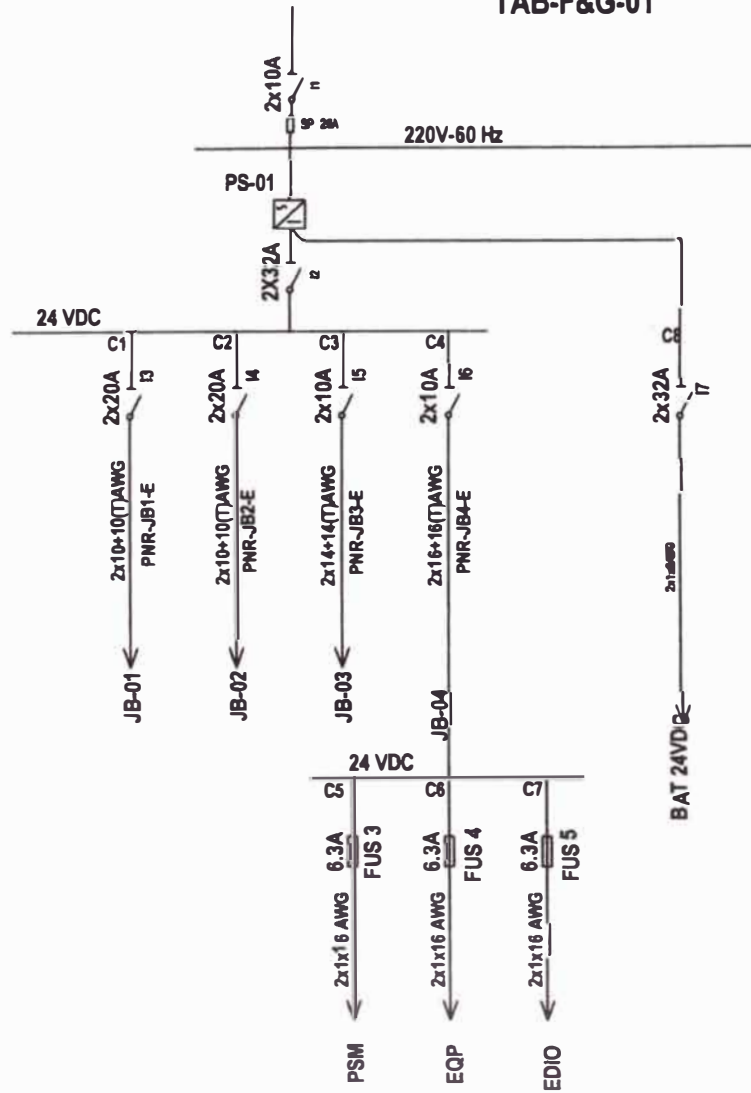 TAB-F&G-01
2x10A
I1
SP 20A
220V-60 Hz
PS-01
2X32A
I2
24 VDC
C1
C2
C3
C4
C8
2x20A
I3
2x20A
I4
2x10A
I5
2x10A
I6
2x32A
I7
2x10+10(T)AWG
PNR-JB1-E
2x10+10(T)AWG
PNR-JB2-E
2x14+14(T)AWG
PNR-JB3-E
2x16+16(T)AWG
PNR-JB4-E
JB-01
JB-02
JB-03
JB-04
BAT 24VDC
24 VDC
C5
C6
C7
6.3A
FUS 3
6.3A
FUS 4
6.3A
FUS 5
2x1x16 AWG
2x1x16 AWG
2x1x16 AWG
PSM
EQP
EDIO